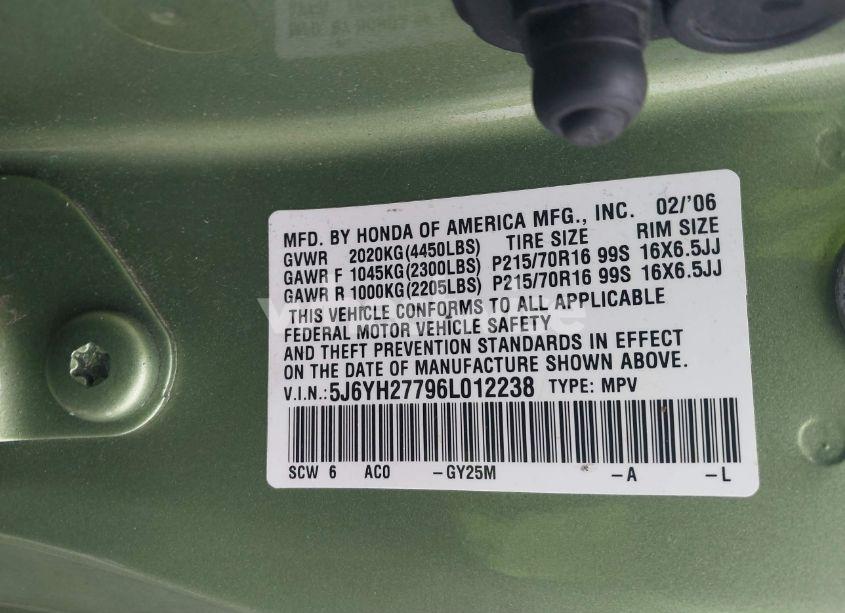 MFD. BY HONDA OF AMERICA MFG., INC. 02/'06
GVWR 2020KG(4450LBS) TIRE SIZE RIM SIZE
GAWR F 1045KG(2300LBS) P215/70R16 99S 16X6.5JJ
GAWR R 1000KG(2205LBS) P215/70R16 99S 16X6.5JJ
THIS VEHICLE CONFORMS TO ALL APPLICABLE
FEDERAL MOTOR VEHICLE SAFETY
AND THEFT PREVENTION STANDARDS IN EFFECT
ON THE DATE OF MANUFACTURE SHOWN ABOVE.
V.I.N.: 5J6YH27796L012238 TYPE: MPV
SCW 6 AC0 -GY25M -A -L